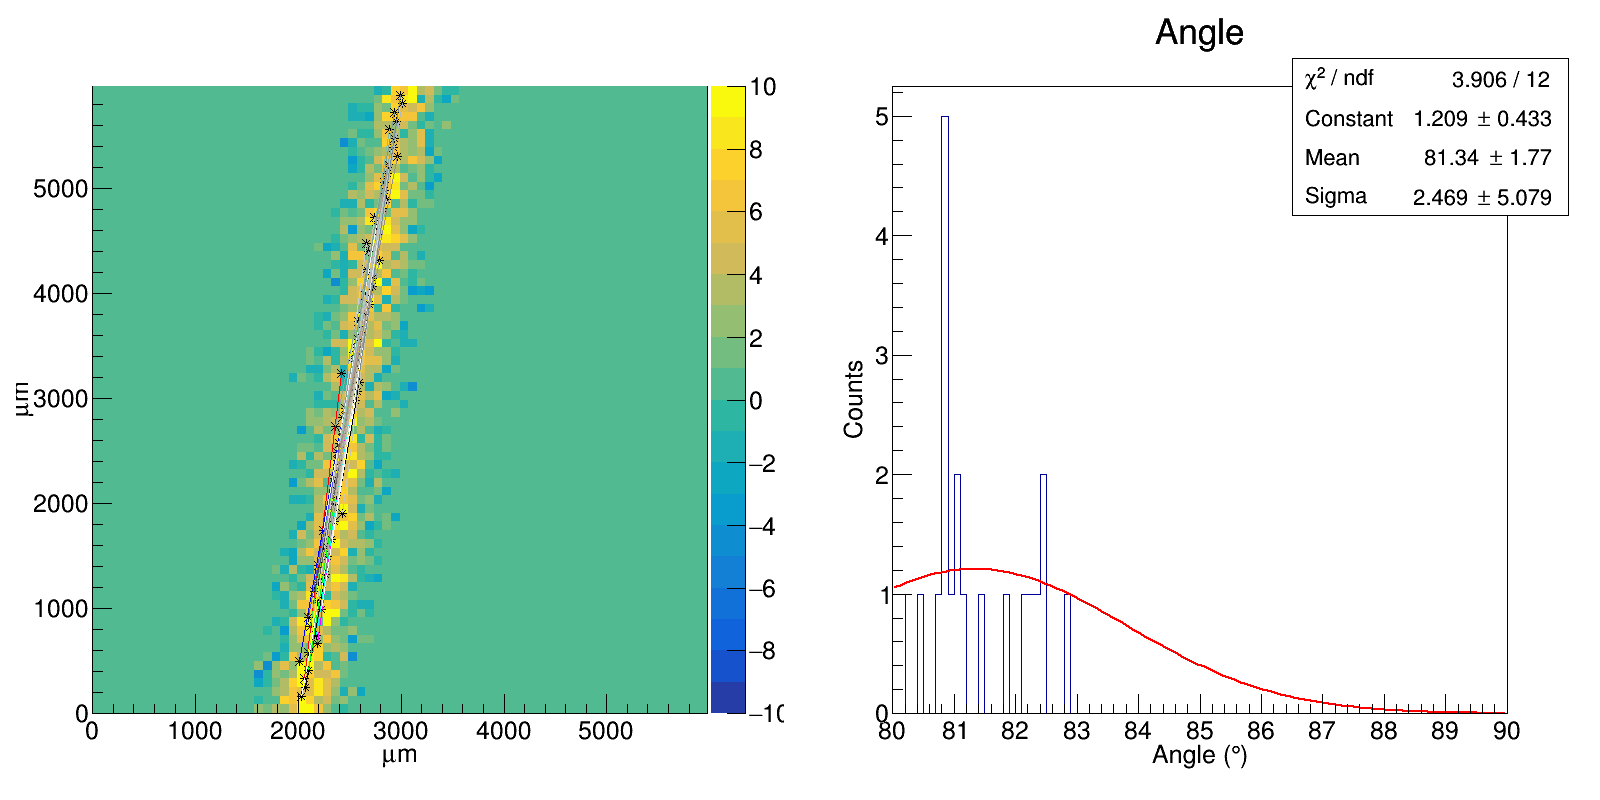 Angle
χ² / ndf 3.906 / 12
Constant 1.209 ± 0.433
Mean 81.34 ± 1.77
Sigma 2.469 ± 5.079
5000
4000
3000
2000
1000
0
μm
0 1000 2000 3000 4000 5000
μm
10
8
6
4
2
0
−2
−4
−6
−8
−10
5
4
3
2
1
0
Counts
80 81 82 83 84 85 86 87 88 89 90
Angle (°)